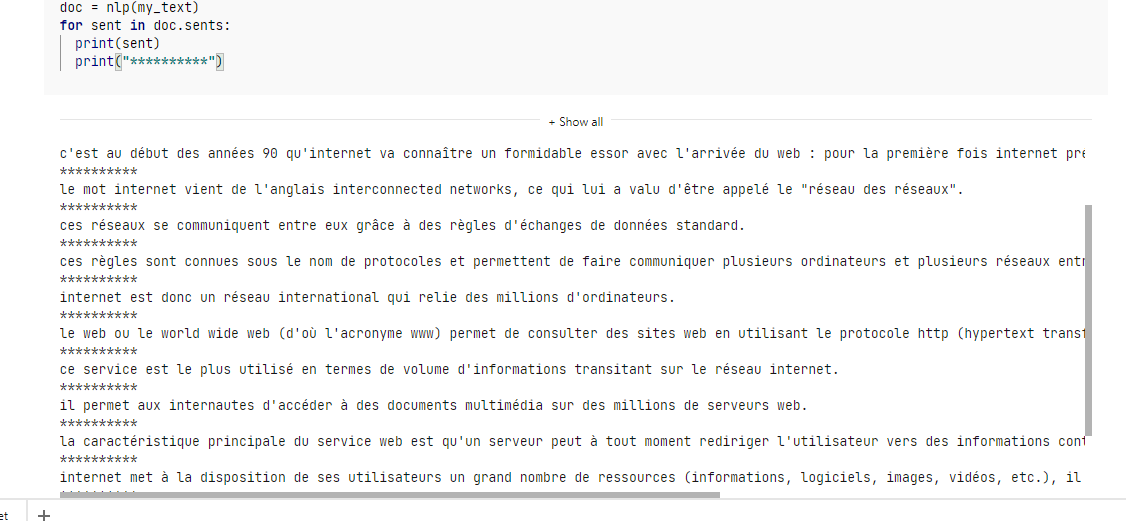 doc = nlp(my_text)
for sent in doc.sents:
print(sent)
print("**********")
+ Show all
c'est au début des années 90 qu'internet va connaître un formidable essor avec l'arrivée du web : pour la première fois internet pre
**********
le mot internet vient de l'anglais interconnected networks, ce qui lui a valu d'être appelé le "réseau des réseaux".
**********
ces réseaux se communiquent entre eux grâce à des règles d'échanges de données standard.
**********
ces règles sont connues sous le nom de protocoles et permettent de faire communiquer plusieurs ordinateurs et plusieurs réseaux entr
**********
internet est donc un réseau international qui relie des millions d'ordinateurs.
**********
le web ou le world wide web (d'où l'acronyme www) permet de consulter des sites web en utilisant le protocole http (hypertext transf
**********
ce service est le plus utilisé en termes de volume d'informations transitant sur le réseau internet.
**********
il permet aux internautes d'accéder à des documents multimédia sur des millions de serveurs web.
**********
la caractéristique principale du service web est qu'un serveur peut à tout moment rediriger l'utilisateur vers des informations cont
**********
internet met à la disposition de ses utilisateurs un grand nombre de ressources (informations, logiciels, images, vidéos, etc.), il
**********
et +